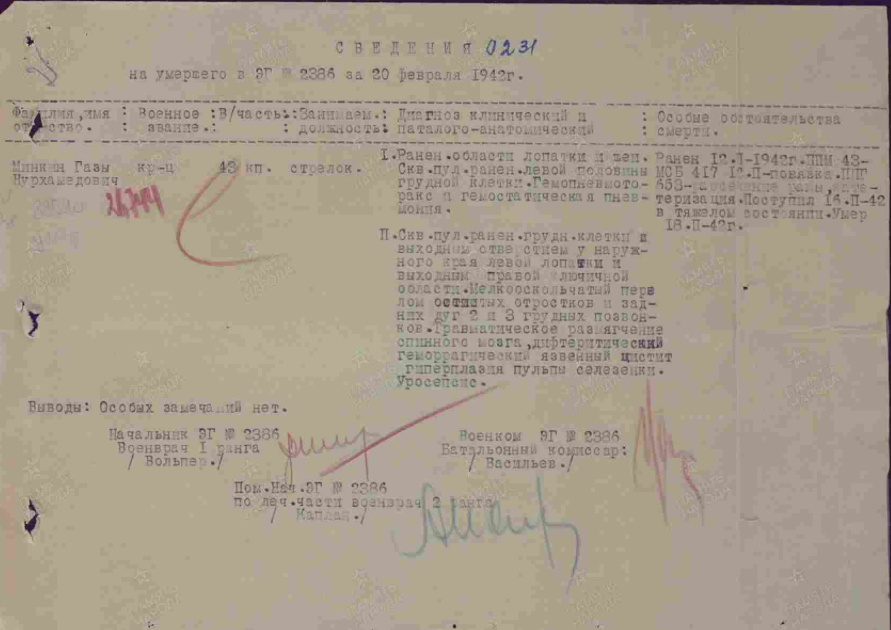 СВЕДЕНИЯ 0231
на умершего в ЭГ № 2386 за 20 февраля 1942г.
Фамилия, имя : Военное : В/часть: Занимаем. : Диагноз клинический и : Особые обстоятельства
отчество. : звание. : : должность: паталого-анатомический : смерти.
Минкин Газы кр-ц 43 кп. стрелок. I. Ранен. области лопатки и шеи. Ранен 12.П-1942г. ППМ 43-
Нурхамедович Скв. пул. ранен. левой половины МСБ 417 12.П-повязка. ППГ
26744 грудной клетки. Гемопневмото- 653-рассечение раны, кате-
ракс и гемостатическая пнев- теризация. Поступил 16.П-42
мония. в тяжелом состоянии. Умер
18.П-42г.
П. Скв. пул. ранен. грудн. клетки и
выходным отверстием у наруж-
ного края левой лопатки и
выходным правой ключичной
области. Мелкооскольчатый пере
лом остистых отростков и зад-
них дуг 2 и 3 грудных позвон-
ков. Травматическое размягчение
спинного мозга, дифтеритический
геморрагический язвенный цистит
гиперплазия пульпы селезенки.
Уросепсис.
Выводы: Особых замечаний нет.
Начальник ЭГ № 2386 Военком ЭГ № 2386
Военврач I ранга Батальонный комиссар:
/ Вольпер./ / Васильев./
Пом. Нач. ЭГ № 2386
по леч. части военврач 2 ранга
/ Каплан./